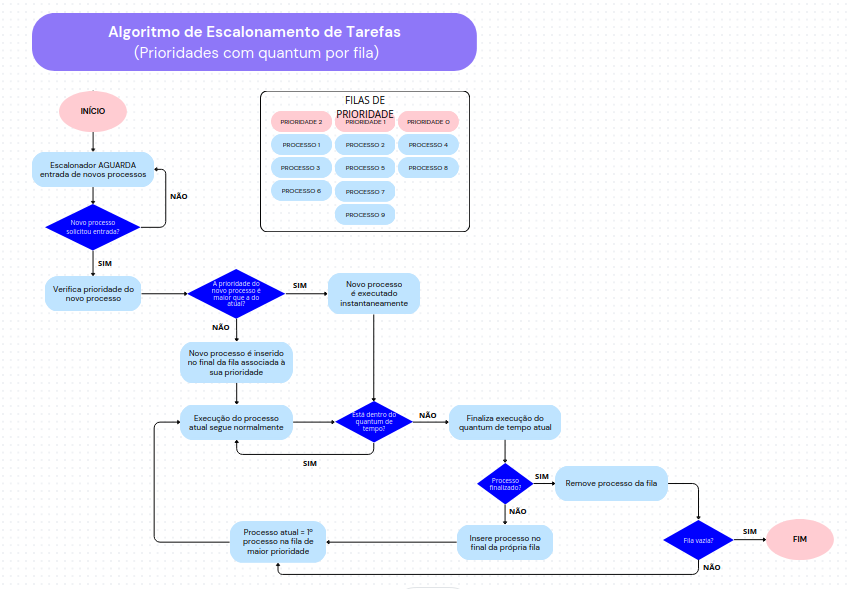 Algoritmo de Escalonamento de Tarefas
(Prioridades com quantum por fila)
INÍCIO
FILAS DE
PRIORIDADE
PRIORIDADE 2
PRIORIDADE 1
PRIORIDADE 0
PROCESSO 1
PROCESSO 2
PROCESSO 4
PROCESSO 3
PROCESSO 5
PROCESSO 8
PROCESSO 6
PROCESSO 7
PROCESSO 9
Escalonador AGUARDA
entrada de novos processos
NÃO
Novo processo
solicitou entrada?
SIM
Verifica prioridade do
novo processo
A prioridade do
novo processo é
maior que a do
atual?
SIM
Novo processo
é executado
instantaneamente
NÃO
Novo processo é inserido
no final da fila associada à
sua prioridade
Execução do processo
atual segue normalmente
Está dentro do
quantum de
tempo?
NÃO
Finaliza execução do
quantum de tempo atual
SIM
Processo
finalizado?
SIM
Remove processo da fila
NÃO
Processo atual = 1º
processo na fila de
maior prioridade
Insere processo no
final da própria fila
Fila vazia?
SIM
FIM
NÃO